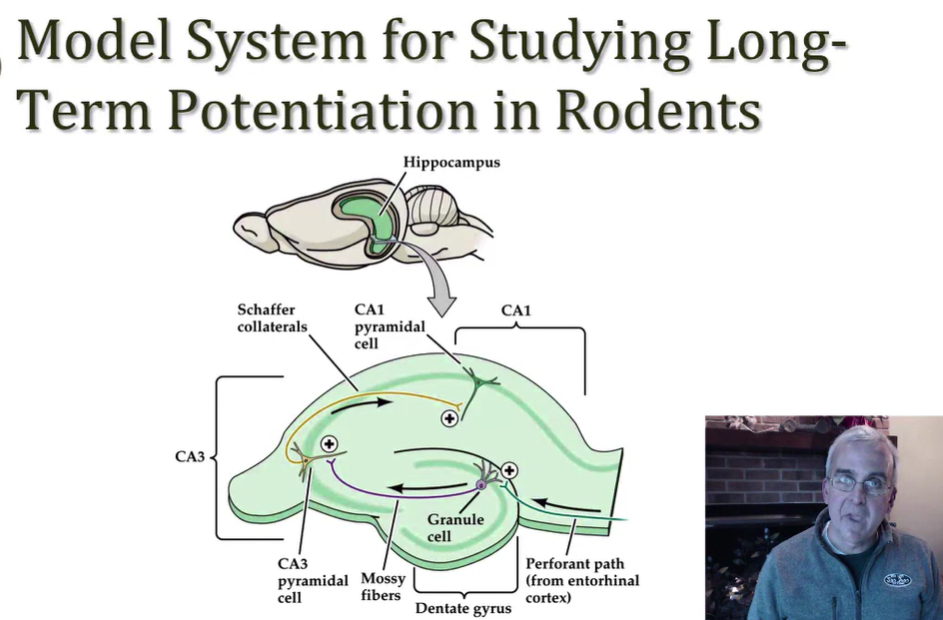 Model System for Studying Long-
Term Potentiation in Rodents
Hippocampus
Schaffer
collaterals
CA1
pyramidal
cell
CA1
CA3
Granule
cell
CA3
pyramidal
cell
Mossy
fibers
Dentate gyrus
Perforant path
(from entorhinal
cortex)